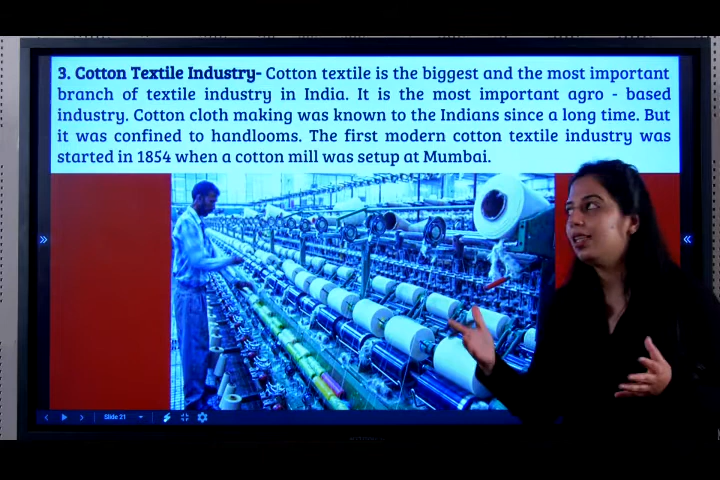 3. Cotton Textile Industry- Cotton textile is the biggest and the most important
branch of textile industry in India. It is the most important agro - based
industry. Cotton cloth making was known to the Indians since a long time. But
it was confined to handlooms. The first modern cotton textile industry was
started in 1854 when a cotton mill was setup at Mumbai.
Slide 21